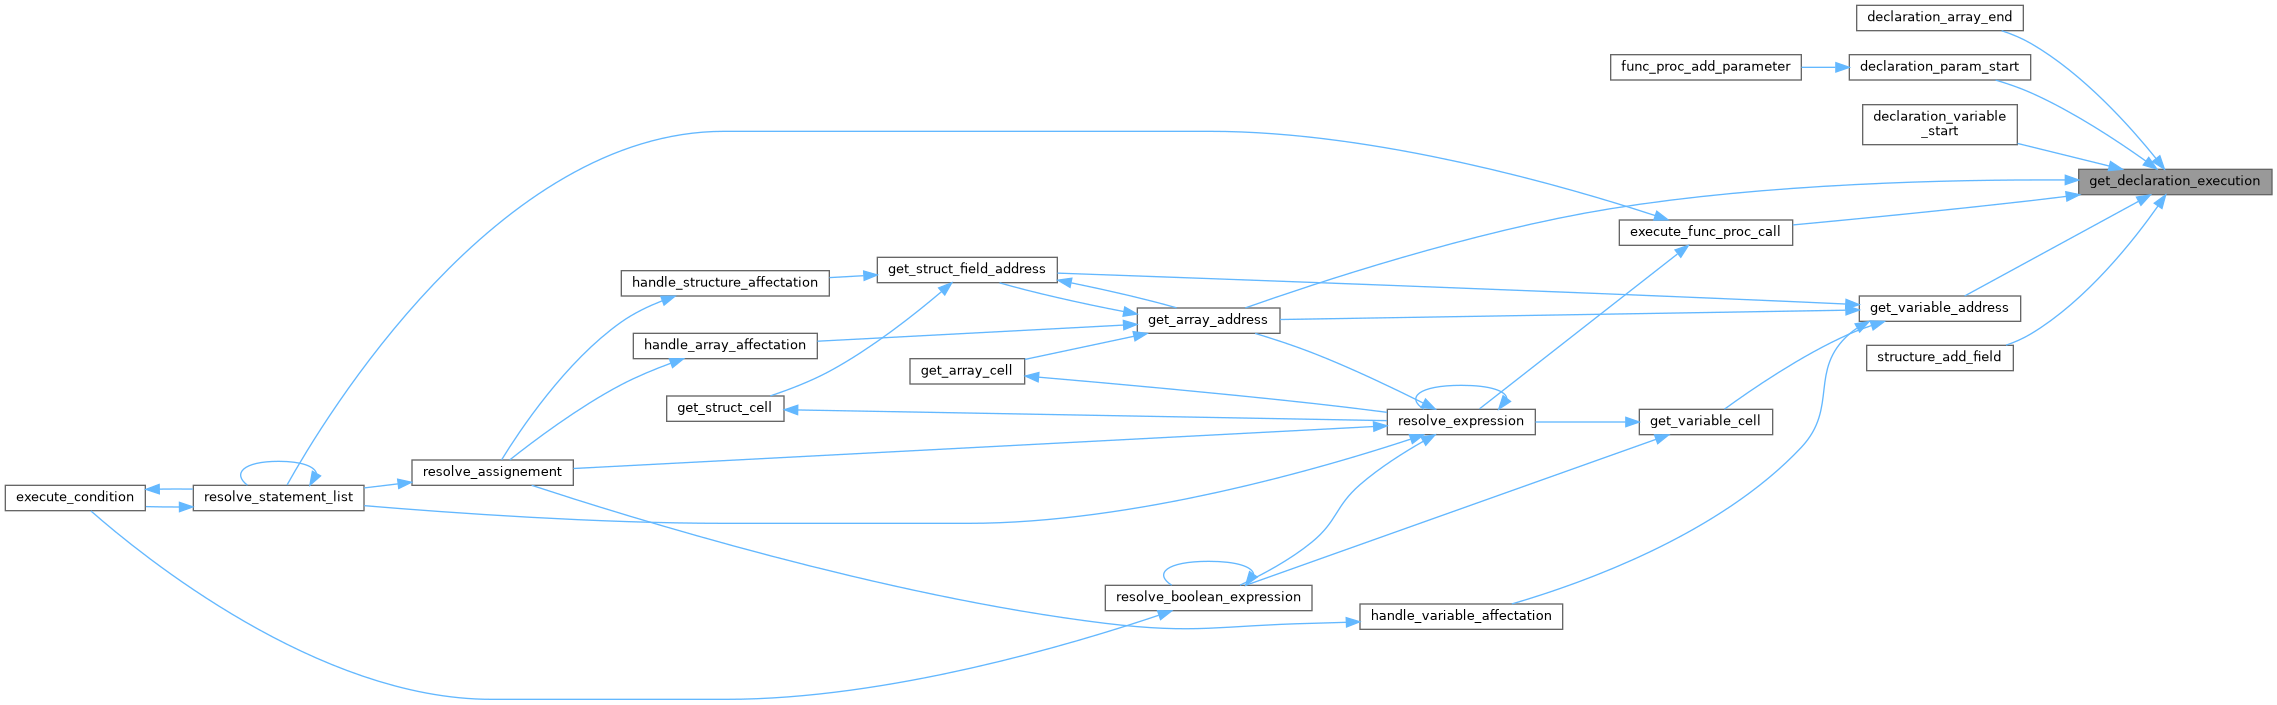 declaration_array_end
func_proc_add_parameter
declaration_param_start
declaration_variable
_start
get_declaration_execution
execute_func_proc_call
get_struct_field_address
handle_structure_affectation
get_array_address
get_variable_address
handle_array_affectation
structure_add_field
get_array_cell
get_struct_cell
resolve_expression
get_variable_cell
resolve_assignement
execute_condition
resolve_statement_list
resolve_boolean_expression
handle_variable_affectation